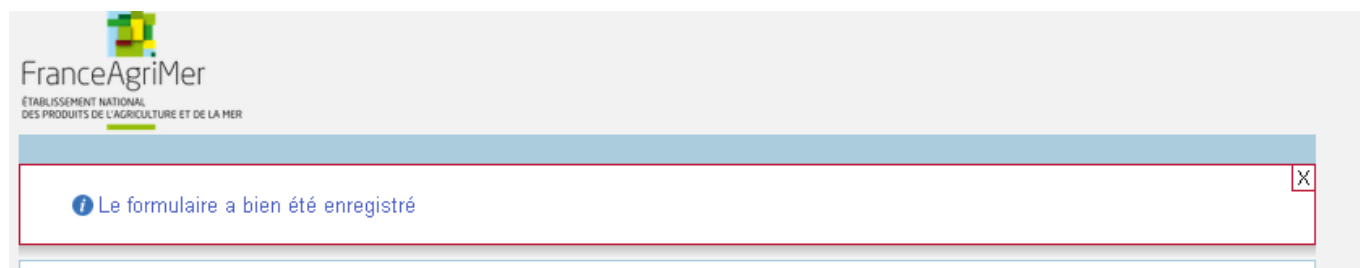 FranceAgriMer
ÉTABLISSEMENT NATIONAL
DES PRODUITS DE L'AGRICULTURE ET DE LA MER
X
i Le formulaire a bien été enregistré